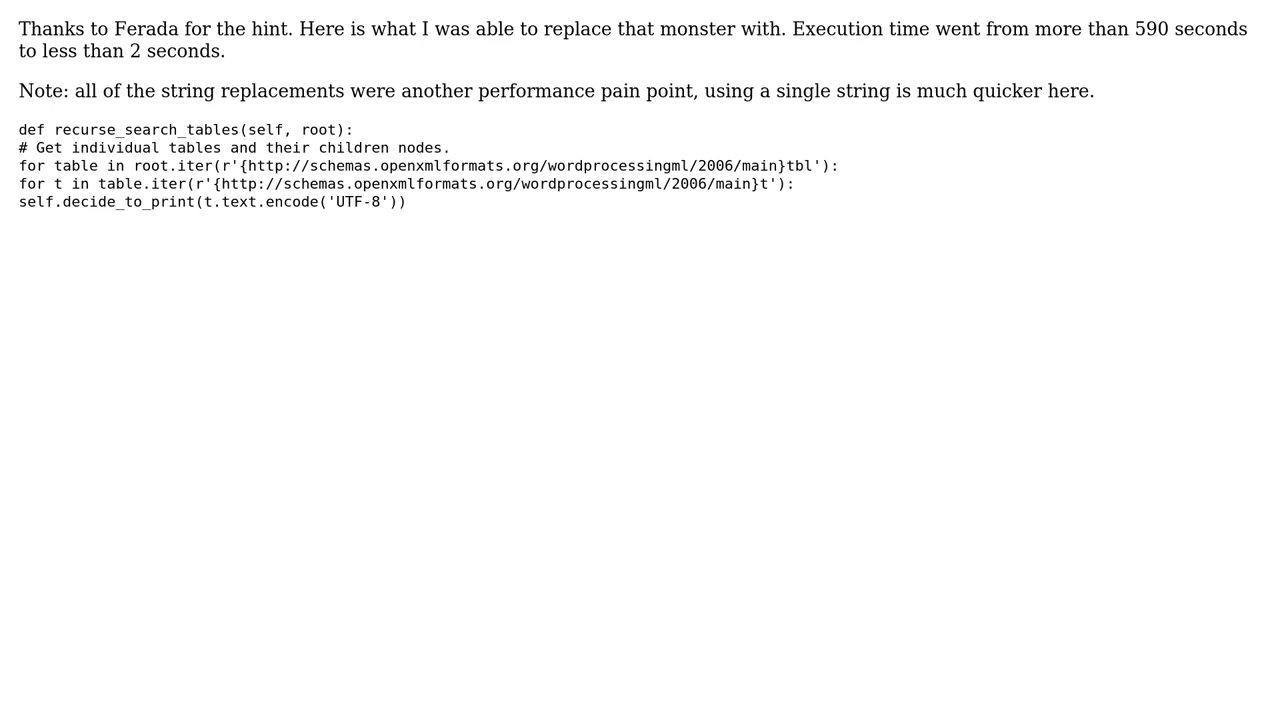 Thanks to Ferada for the hint. Here is what I was able to replace that monster with. Execution time went from more than 590 seconds
to less than 2 seconds.
Note: all of the string replacements were another performance pain point, using a single string is much quicker here.
def recurse_search_tables(self, root):
# Get individual tables and their children nodes.
for table in root.iter(r'{http://schemas.openxmlformats.org/wordprocessingml/2006/main}tbl'):
for t in table.iter(r'{http://schemas.openxmlformats.org/wordprocessingml/2006/main}t'):
self.decide_to_print(t.text.encode('UTF-8'))